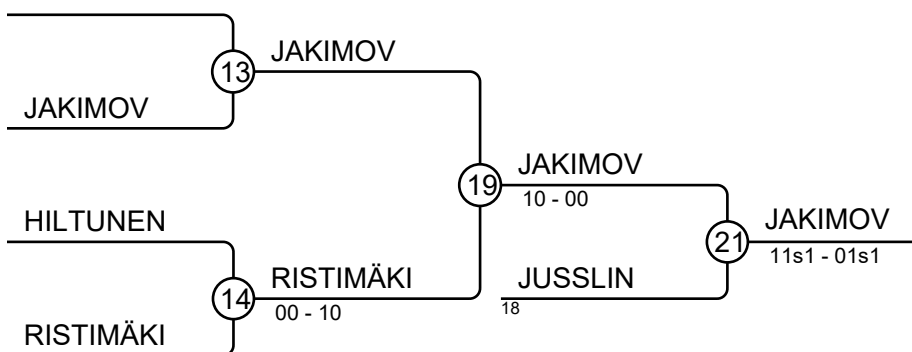 13
JAKIMOV
JAKIMOV
19
JAKIMOV
10 - 00
HILTUNEN
21
JAKIMOV
11s1 - 01s1
14
RISTIMÄKI
00 - 10
JUSSLIN
18
RISTIMÄKI